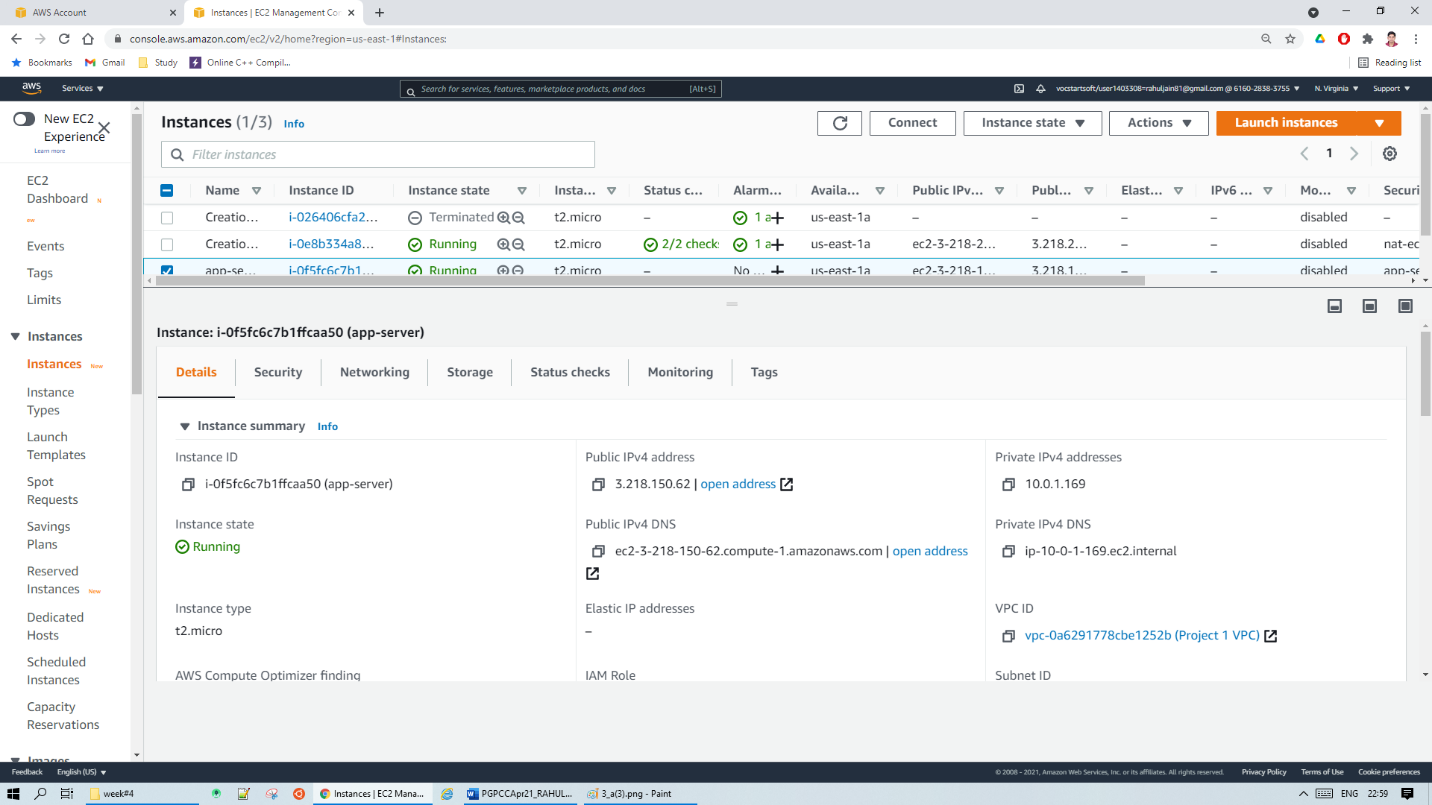 AWS Account
Instances | EC2 Management Con
console.aws.amazon.com/ec2/v2/home?region=us-east-1#Instances:
Bookmarks Gmail Study Online C++ Compil... Reading list
aws Services Search for services, features, marketplace products, and docs [Alt+S] vocstartsoft/user1403308=rahuljain81@gmail.com @ 6160-2838-3755 N. Virginia Support
New EC2
Experience
Learn more
EC2
Dashboard N
ew
Events
Tags
Limits
Instances
Instances New
Instance
Types
Launch
Templates
Spot
Requests
Savings
Plans
Reserved
Instances New
Dedicated
Hosts
Scheduled
Instances
Capacity
Reservations
Images
Instances (1/3) Info Connect Instance state Actions Launch instances
Filter instances 1
Name Instance ID Instance state Insta... Status c... Alarm... Availa... Public IPv... Publ... Elast... IPv6 ... Mo... Securi
Creatio... i-026406cfa2... Terminated t2.micro – 1 a us-east-1a – – – – disabled –
Creatio... i-0e8b334a8... Running t2.micro 2/2 check 1 a us-east-1a ec2-3-218-2... 3.218.2... – – disabled nat-ec
app-se... i-0f5fc6c7b1... Running t2.micro – No ... us-east-1a ec2-3-218-1... 3.218.1... – – disabled app-se
Instance: i-0f5fc6c7b1ffcaa50 (app-server)
Details Security Networking Storage Status checks Monitoring Tags
Instance summary Info
Instance ID Public IPv4 address Private IPv4 addresses
i-0f5fc6c7b1ffcaa50 (app-server) 3.218.150.62 | open address 10.0.1.169
Instance state Public IPv4 DNS Private IPv4 DNS
Running ec2-3-218-150-62.compute-1.amazonaws.com | open address ip-10-0-1-169.ec2.internal
Instance type Elastic IP addresses VPC ID
t2.micro – vpc-0a6291778cbe1252b (Project 1 VPC)
AWS Compute Optimizer finding IAM Role Subnet ID
Feedback English (US) © 2008 - 2021, Amazon Web Services, Inc. or its affiliates. All rights reserved. Privacy Policy Terms of Use Cookie preferences
week#4 Instances | EC2 Mana... PGPCCApr21_RAHUL... 3_a(3).png - Paint ENG 22:59